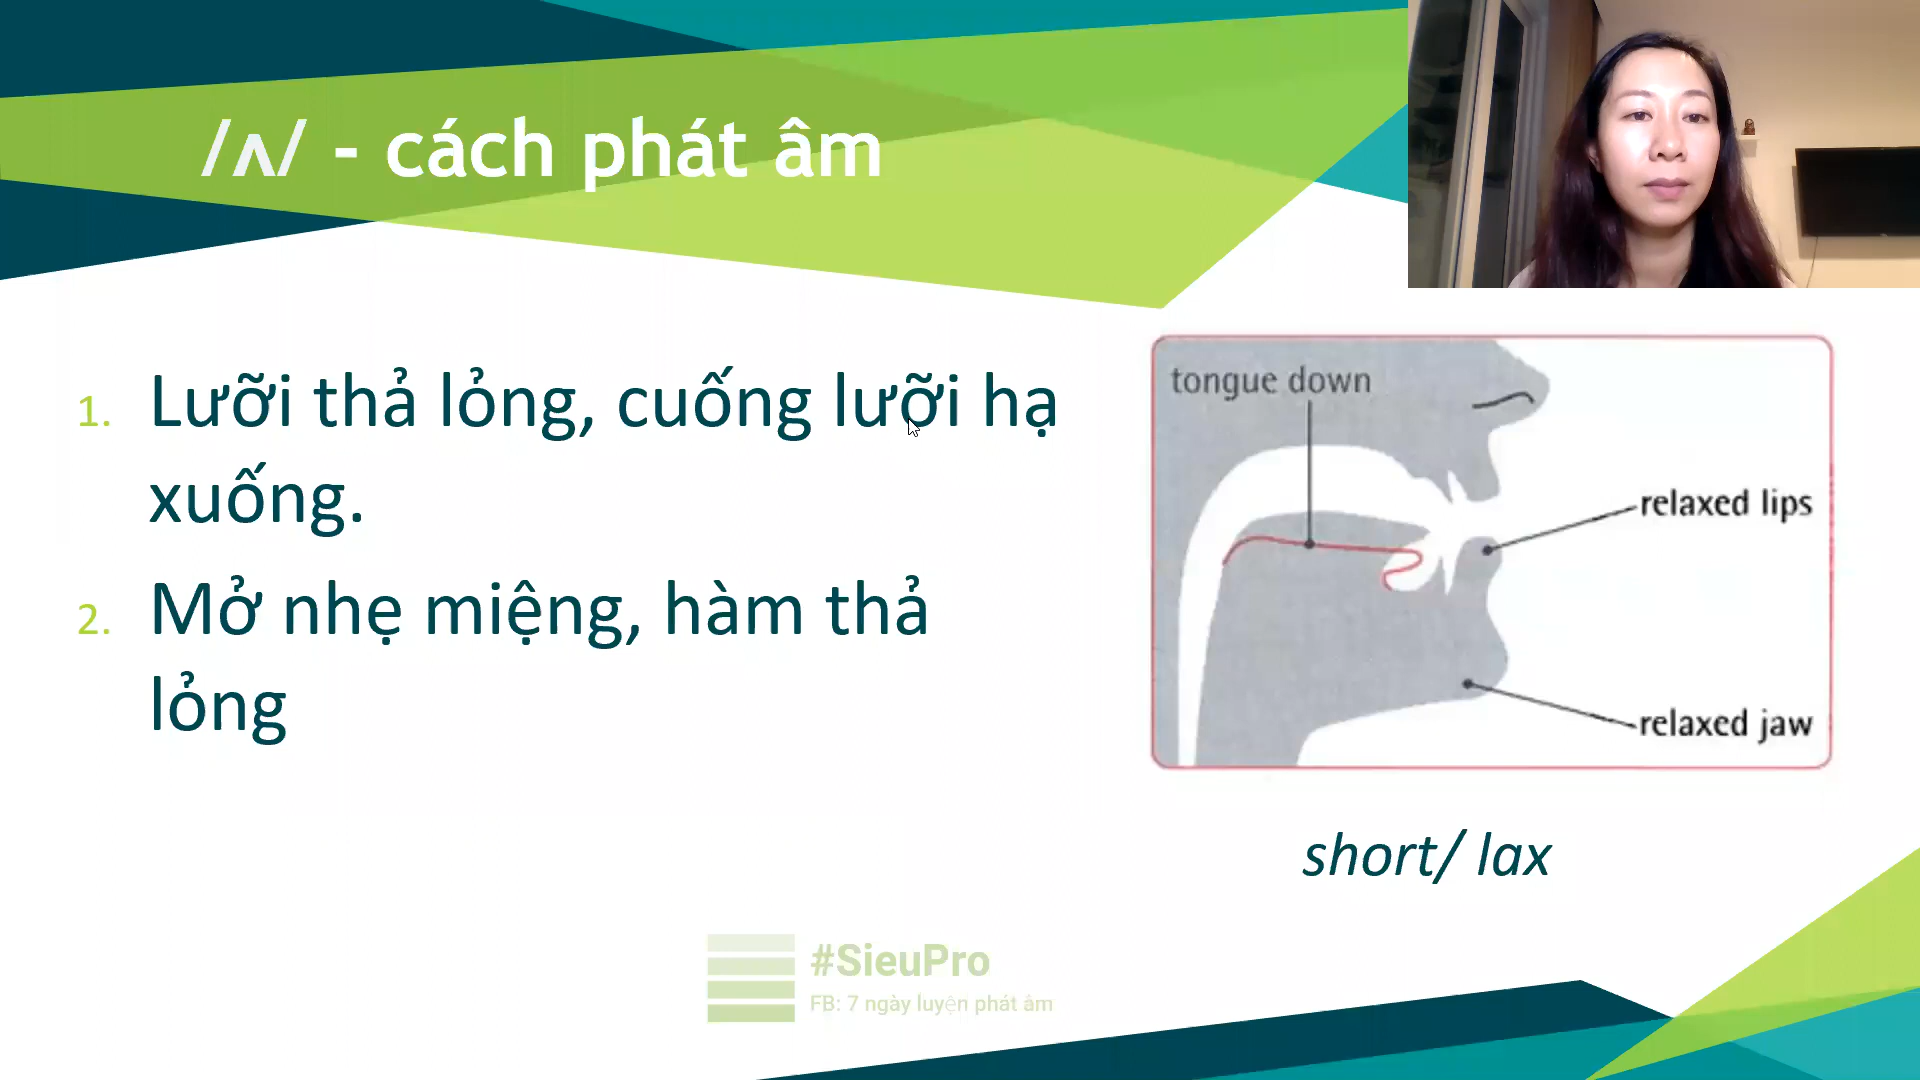 /ʌ/ - cách phát âm
1. Lưỡi thả lỏng, cuống lưỡi hạ
xuống.
2. Mở nhẹ miệng, hàm thả
lỏng
tongue down
relaxed lips
relaxed jaw
short/ lax
#SieuPro
FB: 7 ngày luyện phát âm